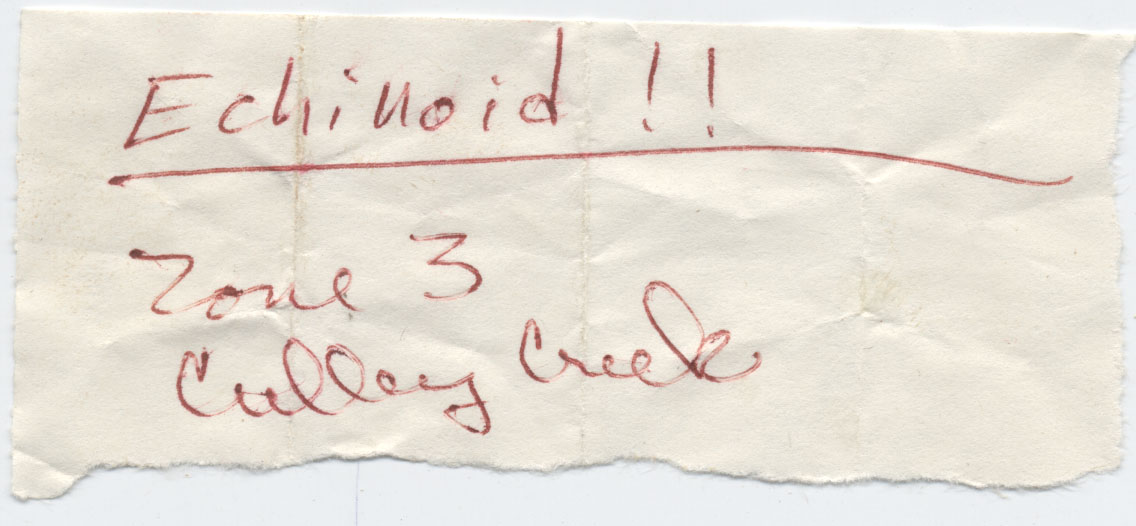 Echinoid !!
Zone 3
Culley Creek